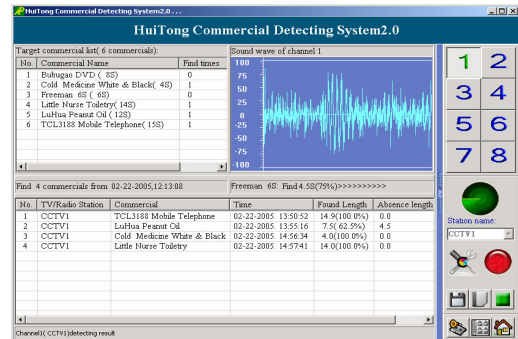 HuiTong Commercial Detecting System2.0 ...
HuiTong Commercial Detecting System2.0
Target commercial list( 6 commercials):
No. Commercial Name Find times
1 Bubugao DVD ( 8S) 0
2 Cold Medicine White & Black( 4S) 1
3 Freeman 6S ( 6S) 0
4 Little Nurse Toiletry( 14S) 1
5 LuHua Peanut Oil ( 12S) 1
6 TCL3188 Mobile Telephone( 15S) 1
Sound wave of channel 1
100
75
50
25
0
-25
-50
-75
-100
1 2
3 4
5 6
7 8
Find 4 commercials from 02-22-2005,12:13:08
Freeman 6S: Find 4.5S(75%)>>>>>>>>>>
No. TV/Radio Station Commercial Time Found Length Absence length
1 CCTV1 TCL3188 Mobile Telephone 02-22-2005. 13:50:52 14.9(100.0%) 0.0
2 CCTV1 LuHua Peanut Oil 02-22-2005. 13:55:16 7.5( 62.5%) 4.5
3 CCTV1 Cold Medicine White & Black 02-22-2005. 14:56:34 4.0(100.0%) 0.0
4 CCTV1 Little Nurse Toiletry 02-22-2005. 14:57:41 14.0(100.0%) 0.0
Station name:
CCTV1
Channel1( CCTV1)detecting result